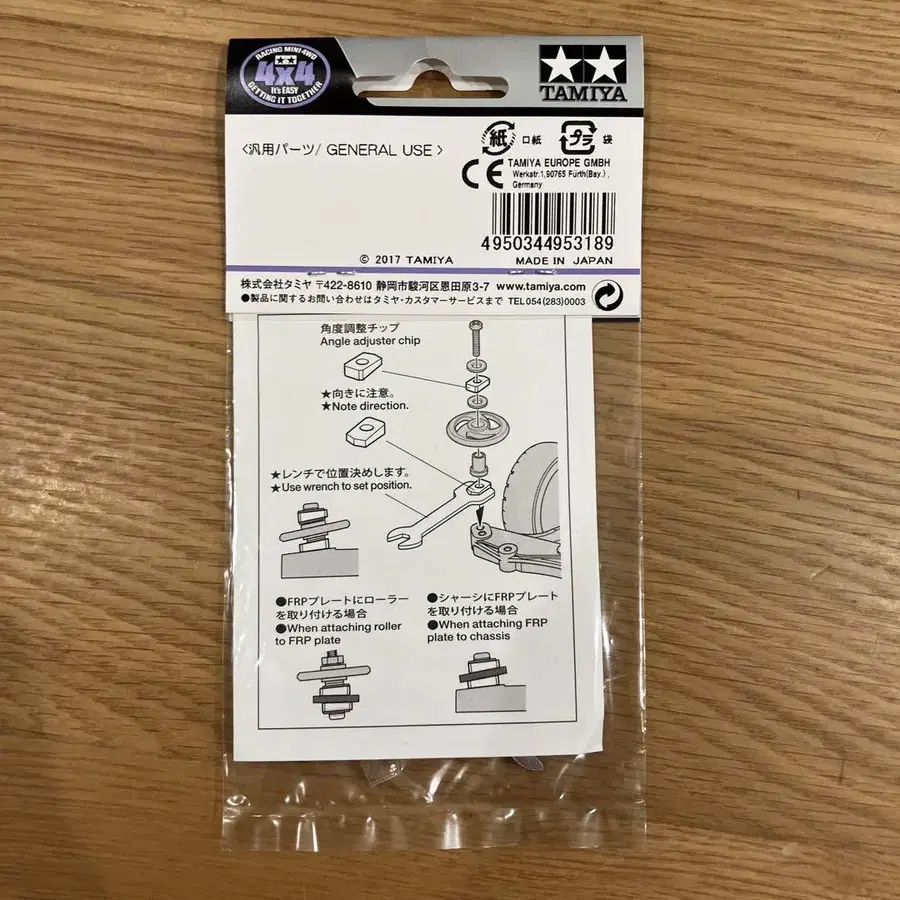 RACING MINI 4WD
4x4
It's EASY
GETTING IT TOGETHER
TAMIYA
〈汎用パーツ/ GENERAL USE〉
紙 口紙
プラ 袋
CE
TAMIYA EUROPE GMBH
Werkstr.1,90765 Fürth(Bay.),
Germany
4950344953189
© 2017 TAMIYA
MADE IN JAPAN
株式会社タミヤ 〒422-8610 静岡市駿河区恩田原3-7 www.tamiya.com
●製品に関するお問い合わせはタミヤ・カスタマーサービスまで TEL054(283)0003
角度調整チップ
Angle adjuster chip
★向きに注意。
★Note direction.
★レンチで位置決めします。
★Use wrench to set position.
●FRPプレートにローラー
を取り付ける場合
●When attaching roller
to FRP plate
●シャーシにFRPプレート
を取り付ける場合
●When attaching FRP
plate to chassis